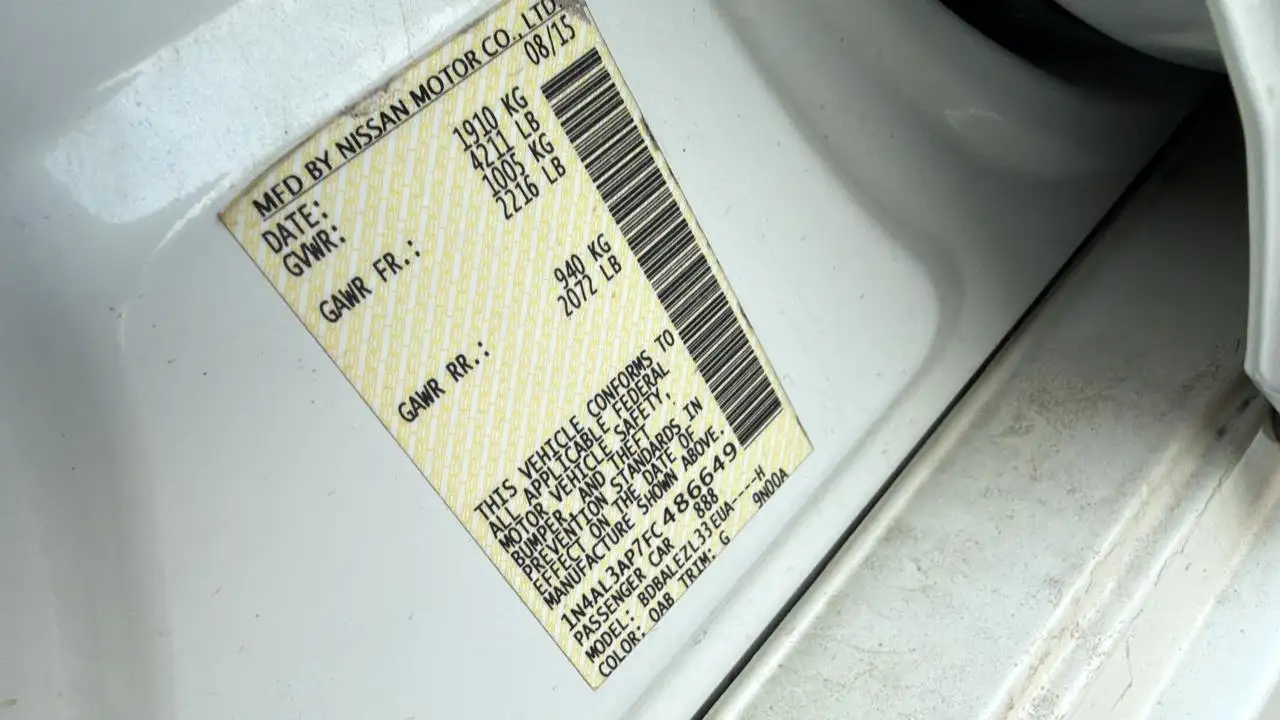 MFD BY NISSAN MOTOR CO., LTD
DATE: 08/15
GVWR: 1910 KG
4211 LB
GAWR FR.: 1005 KG
2216 LB
GAWR RR.: 940 KG
2072 LB
THIS VEHICLE CONFORMS TO
ALL APPLICABLE FEDERAL
MOTOR VEHICLE SAFETY,
BUMPER, AND THEFT
PREVENTION STANDARDS IN
EFFECT ON THE DATE OF
MANUFACTURE SHOWN ABOVE.
1N4AL3AP7FC486649
PASSENGER CAR 888
MODEL: BDBALEZL33EUA----H
COLOR: QAB TRIM: G 9N00A